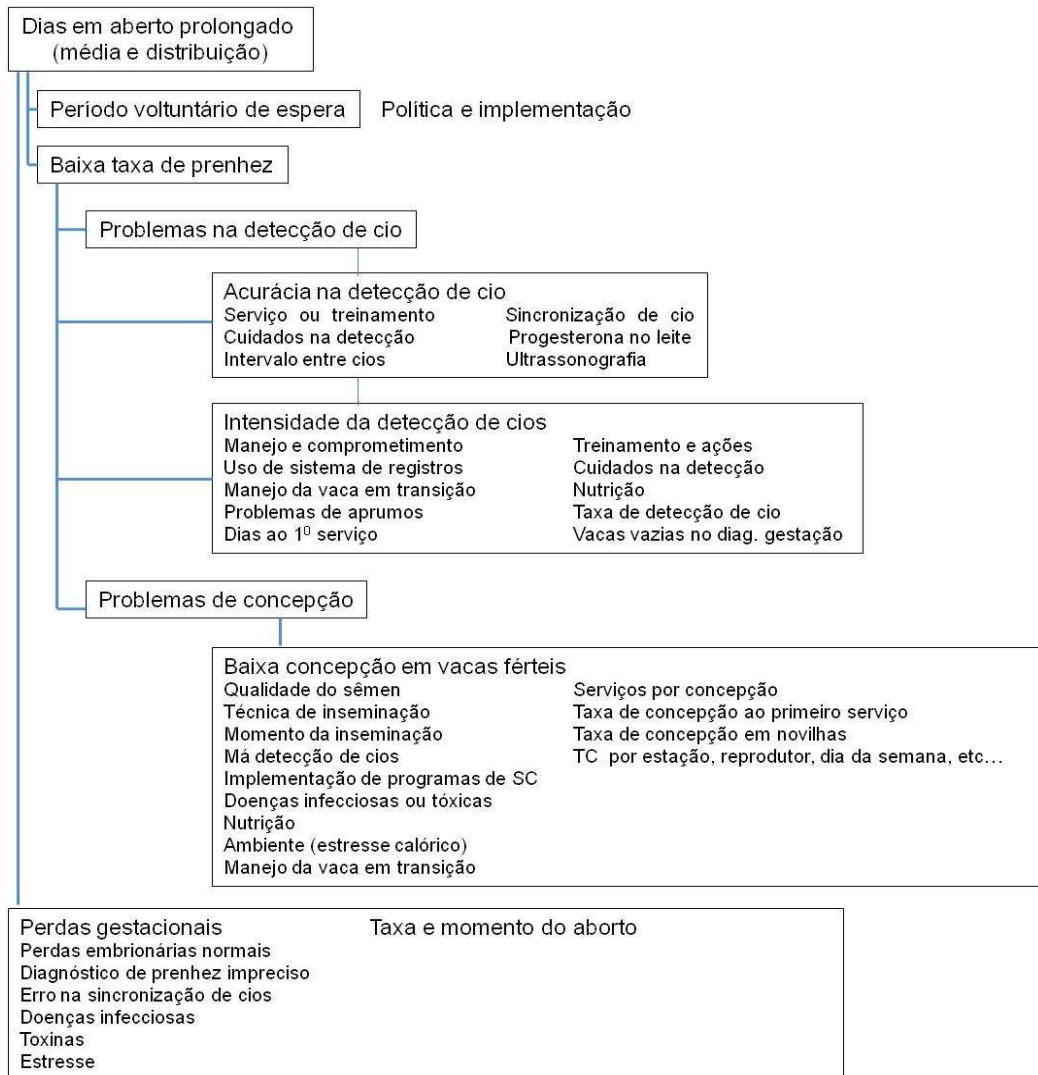 Dias em aberto prolongado
(média e distribuição)
Período voltuntário de espera Política e implementação
Baixa taxa de prenhez
Problemas na detecção de cio
Acurácia na detecção de cio
Serviço ou treinamento Sincronização de cio
Cuidados na detecção Progesterona no leite
Intervalo entre cios Ultrassonografia
Intensidade da detecção de cios
Manejo e comprometimento Treinamento e ações
Uso de sistema de registros Cuidados na detecção
Manejo da vaca em transição Nutrição
Problemas de aprumos Taxa de detecção de cio
Dias ao 1⁰ serviço Vacas vazias no diag. gestação
Problemas de concepção
Baixa concepção em vacas férteis
Qualidade do sêmen Serviços por concepção
Técnica de inseminação Taxa de concepção ao primeiro serviço
Momento da inseminação Taxa de concepção em novilhas
Má detecção de cios TC por estação, reprodutor, dia da semana, etc…
Implementação de programas de SC
Doenças infecciosas ou tóxicas
Nutrição
Ambiente (estresse calórico)
Manejo da vaca em transição
Perdas gestacionais Taxa e momento do aborto
Perdas embrionárias normais
Diagnóstico de prenhez impreciso
Erro na sincronização de cios
Doenças infecciosas
Toxinas
Estresse